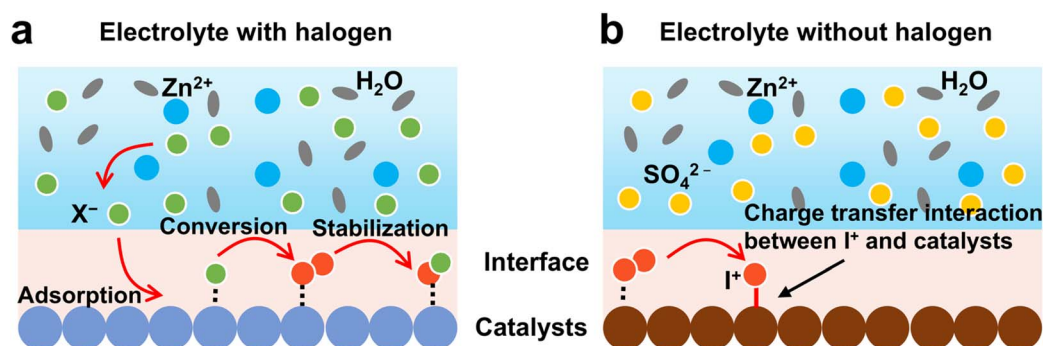 a
Electrolyte with halogen
Zn²⁺
H₂O
X⁻
Conversion
Stabilization
Adsorption
Interface
Catalysts
b
Electrolyte without halogen
Zn²⁺
H₂O
SO₄²⁻
Charge transfer interaction
between I⁺ and catalysts
I⁺